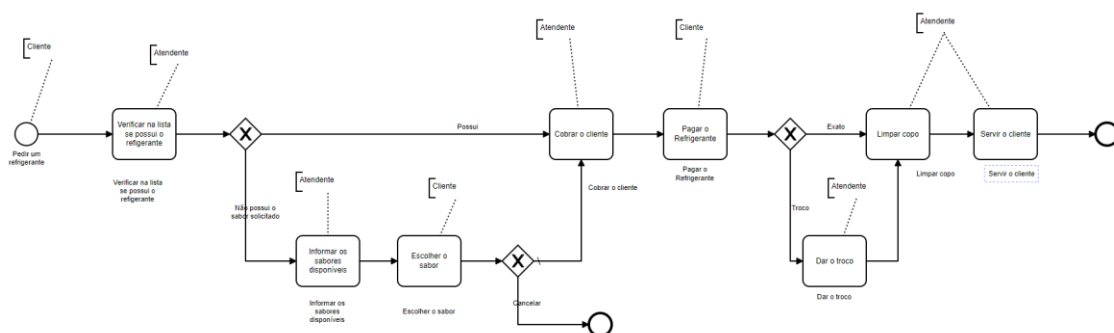 Cliente
Atendente
Atendente
Cliente
Atendente
Verificar na lista
se possui o
refigerante
Pedir um
refrigerante
Verificar na lista
se possui o
refigerante
Possui
Cobrar o cliente
Pagar o
Refrigerante
Pagar o
Refrigerante
Exato
Limpar copo
Servir o cliente
Limpar copo
Servir o cliente
Cobrar o cliente
Não possui o
sabor solicitado
Atendente
Cliente
Informar os
sabores
disponíveis
Escolher o
sabor
Informar os
sabores
disponíveis
Escolher o sabor
Cancelar
Troco
Atendente
Dar o troco
Dar o troco